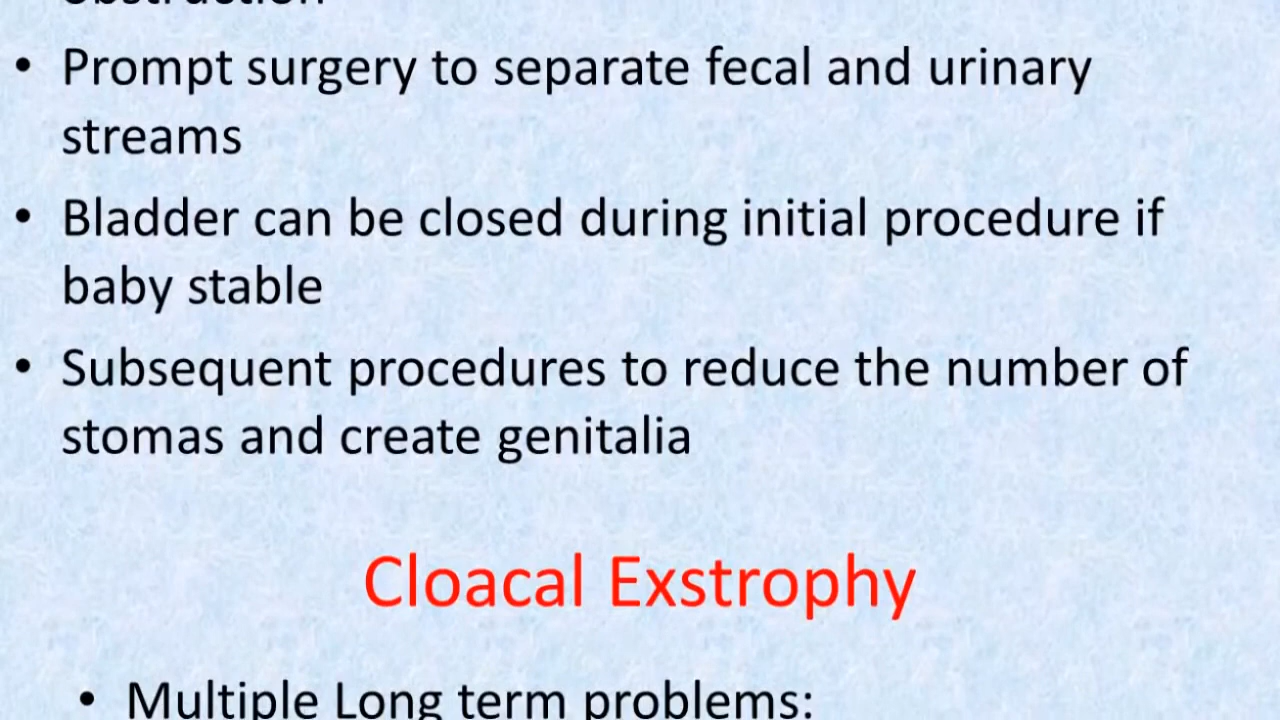 obstruction
• Prompt surgery to separate fecal and urinary
streams
• Bladder can be closed during initial procedure if
baby stable
• Subsequent procedures to reduce the number of
stomas and create genitalia
Cloacal Exstrophy
• Multiple Long term problems: